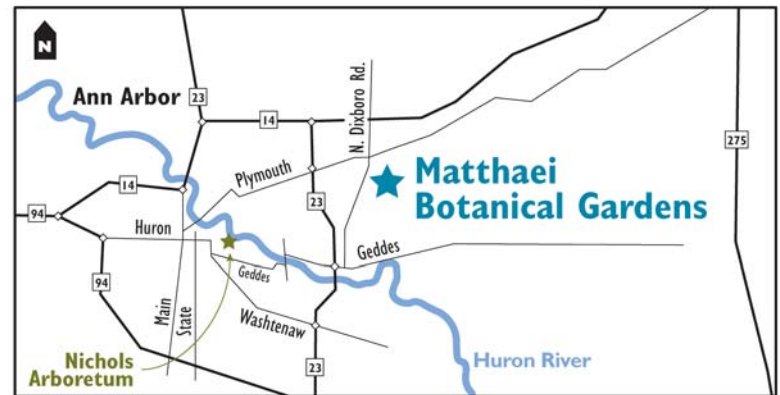 N
Ann Arbor
23
14
N. Dixboro Rd.
275
Plymouth
Matthaei
Botanical Gardens
14
23
94
Huron
Geddes
Geddes
94
Main
State
Washtenaw
Nichols
Arboretum
23
Huron River